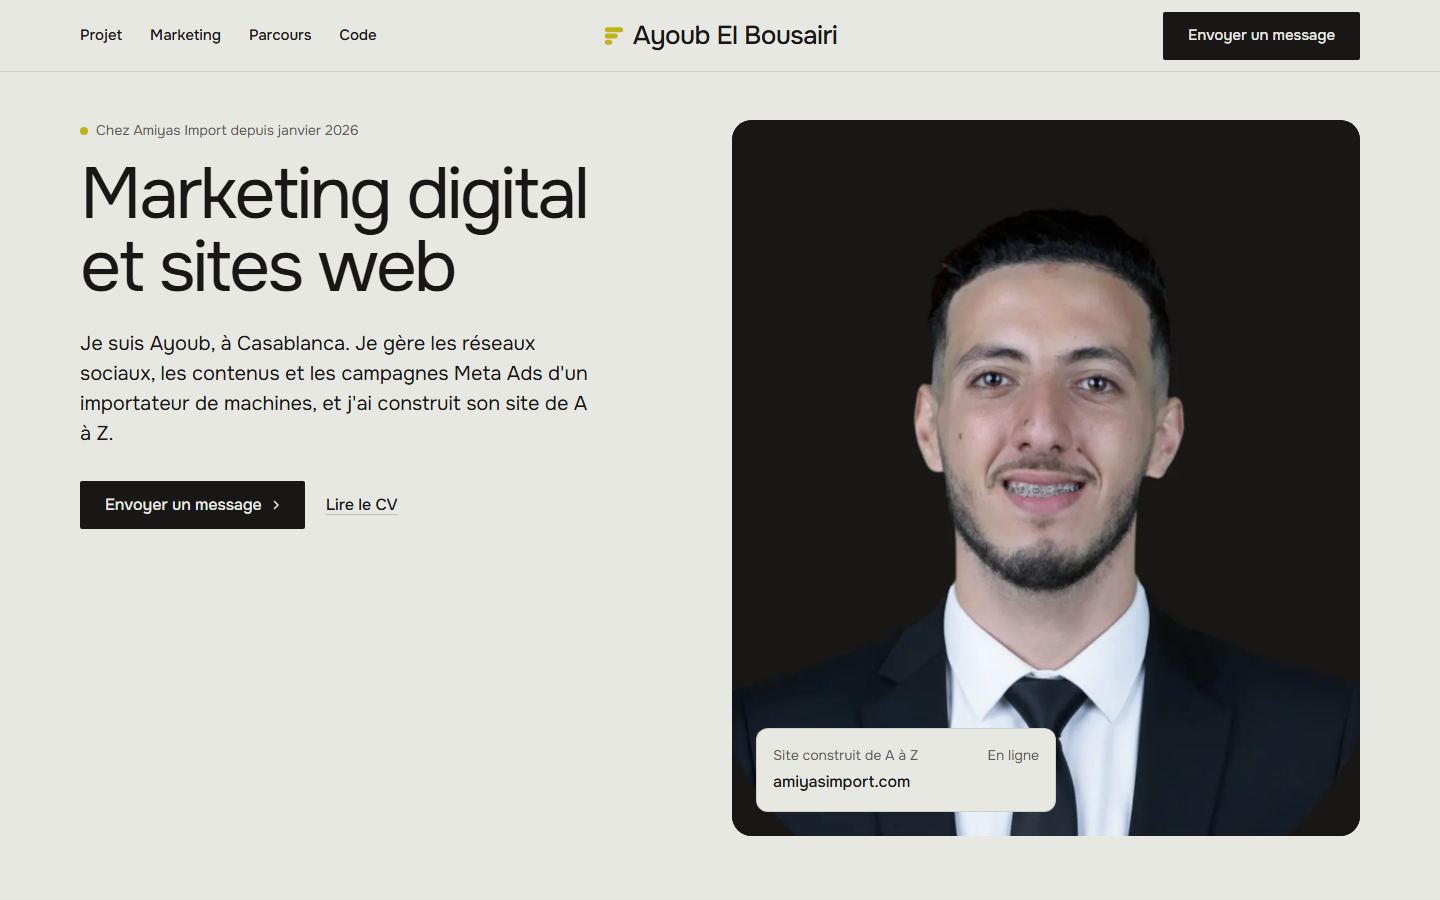 Projet
Marketing
Parcours
Code
Ayoub El Bousairi
Envoyer un message
Chez Amiyas Import depuis janvier 2026
Marketing digital
et sites web
Je suis Ayoub, à Casablanca. Je gère les réseaux
sociaux, les contenus et les campagnes Meta Ads d'un
importateur de machines, et j'ai construit son site de A
à Z.
Envoyer un message
Lire le CV
Site construit de A à Z
En ligne
amiyasimport.com